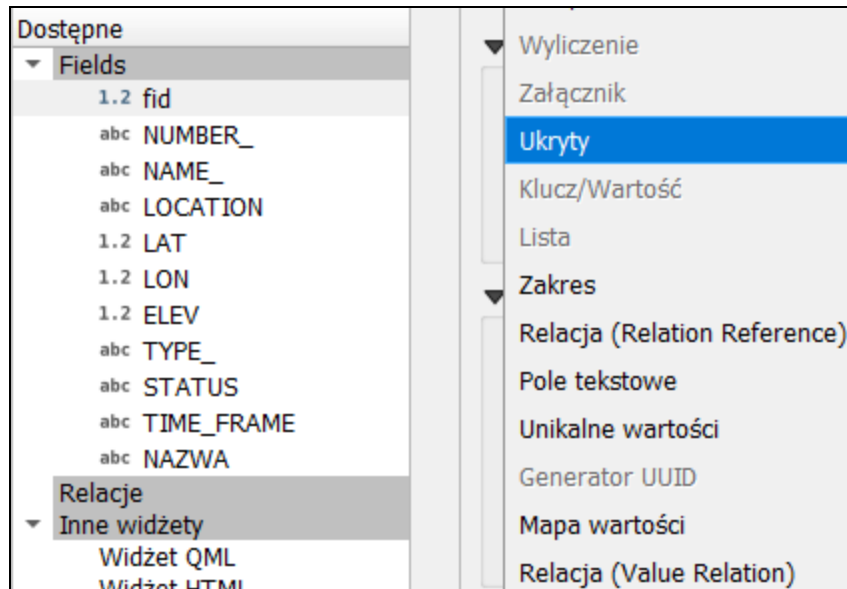 Dostępne
Fields
1.2 fid
abc NUMBER_
abc NAME_
abc LOCATION
1.2 LAT
1.2 LON
1.2 ELEV
abc TYPE_
abc STATUS
abc TIME_FRAME
abc NAZWA
Relacje
Inne widżety
Widżet QML
Widżet HTML
Wyliczenie
Załącznik
Ukryty
Klucz/Wartość
Lista
Zakres
Relacja (Relation Reference)
Pole tekstowe
Unikalne wartości
Generator UUID
Mapa wartości
Relacja (Value Relation)